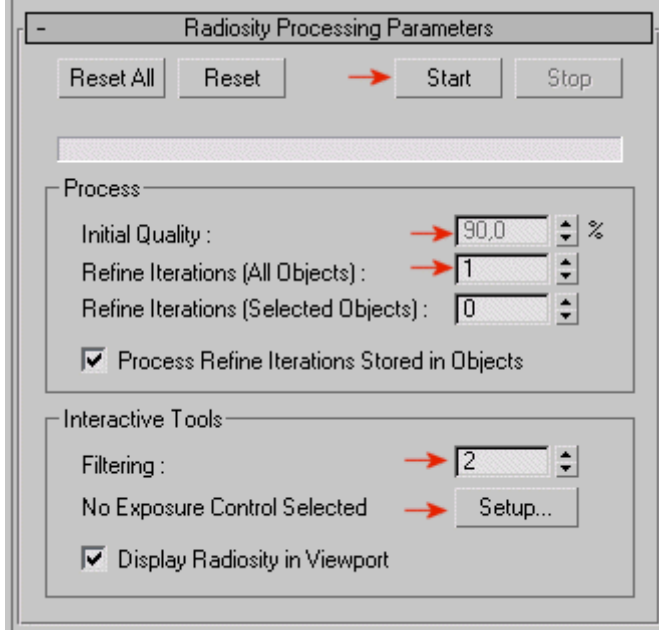 - Radiosity Processing Parameters
Reset All Reset Start Stop
Process
Initial Quality : 90,0 %
Refine Iterations (All Objects) : 1
Refine Iterations (Selected Objects) : 0
Process Refine Iterations Stored in Objects
Interactive Tools
Filtering : 2
No Exposure Control Selected Setup...
Display Radiosity in Viewport